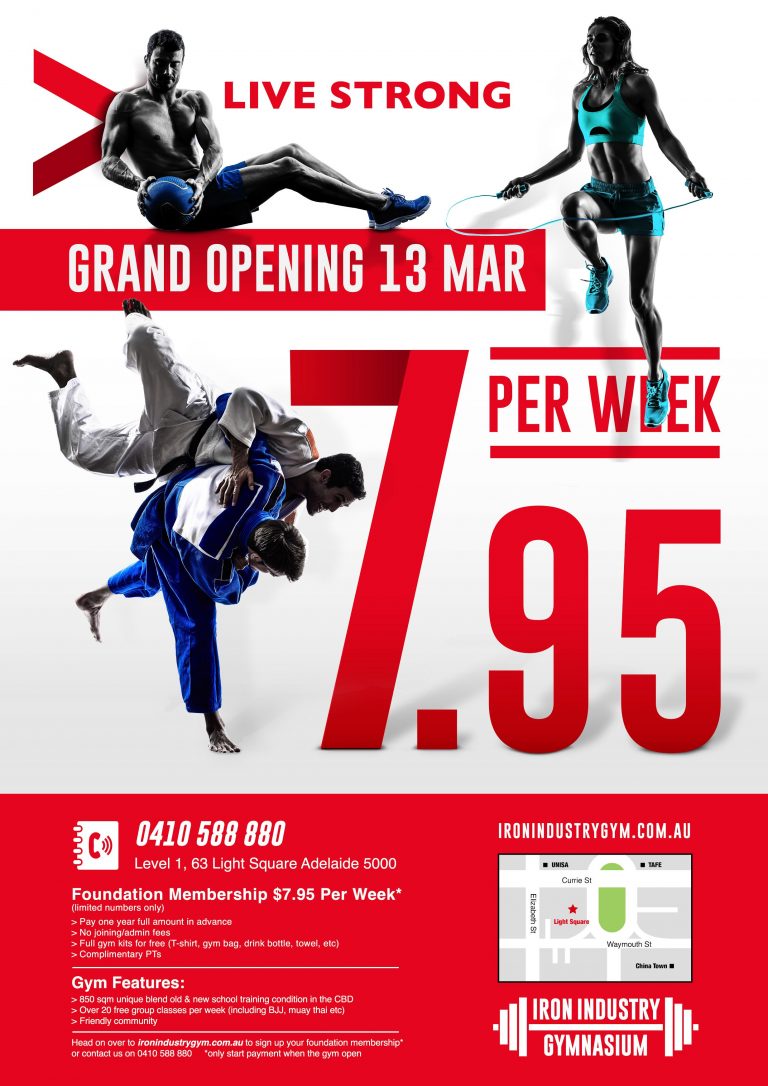 LIVE STRONG
GRAND OPENING 13 MAR
7.95
PER WEEK
0410 588 880
Level 1, 63 Light Square Adelaide 5000
Foundation Membership $7.95 Per Week*
(limited numbers only)
> Pay one year full amount in advance
> No joining/admin fees
> Full gym kits for free (T-shirt, gym bag, drink bottle, towel, etc)
> Complimentary PTs
Gym Features:
> 850 sqm unique blend old & new school training condition in the CBD
> Over 20 free group classes per week (including BJJ, muay thai etc)
> Friendly community
Head on over to ironindustrygym.com.au to sign up your foundation membership*
or contact us on 0410 588 880 *only start payment when the gym open
IRONINDUSTRYGYM.COM.AU
UNISA
TAFE
Currie St
Elizabeth St
Light Square
Waymouth St
China Town
IRON INDUSTRY
GYMNASIUM